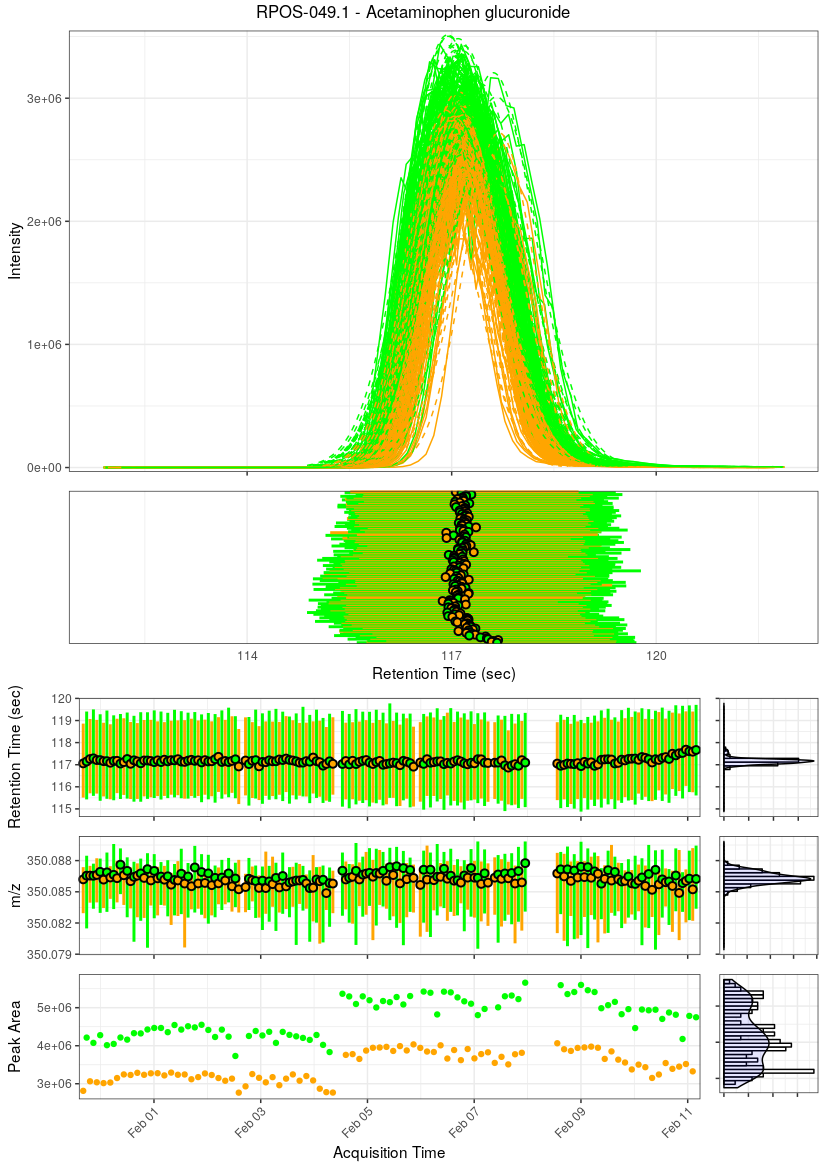 RPOS-049.1 - Acetaminophen glucuronide
3e+06
2e+06
1e+06
0e+00
Intensity
114 117 120
Retention Time (sec)
120
119
118
117
116
115
Retention Time (sec)
350.088
350.085
350.082
350.079
m/z
5e+06
4e+06
3e+06
Peak Area
Feb 01 Feb 03 Feb 05 Feb 07 Feb 09 Feb 11
Acquisition Time